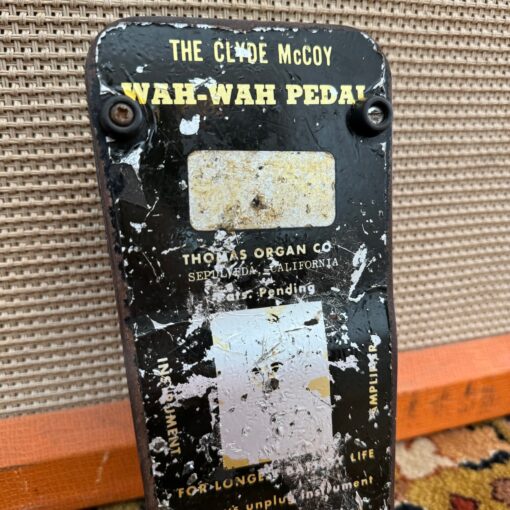 THE CLYDE McCOY
WAH-WAH PEDAL
THOMAS ORGAN CO
SEPULVEDA, CALIFORNIA
Pats. Pending
INSTRUMENT
AMPLIFIER
FOR LONGER LIFE
unplug instrument